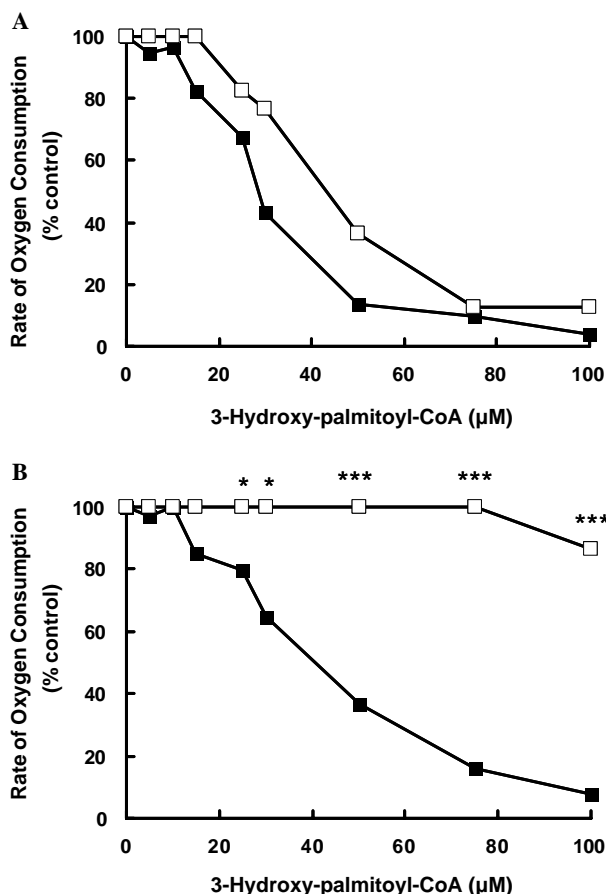 A
100
80
60
40
20
0
Rate of Oxygen Consumption
(% control)
0 20 40 60 80 100
3-Hydroxy-palmitoyl-CoA (µM)
B
* * *** *** ***
100
80
60
40
20
0
Rate of Oxygen Consumption
(% control)
0 20 40 60 80 100
3-Hydroxy-palmitoyl-CoA (µM)